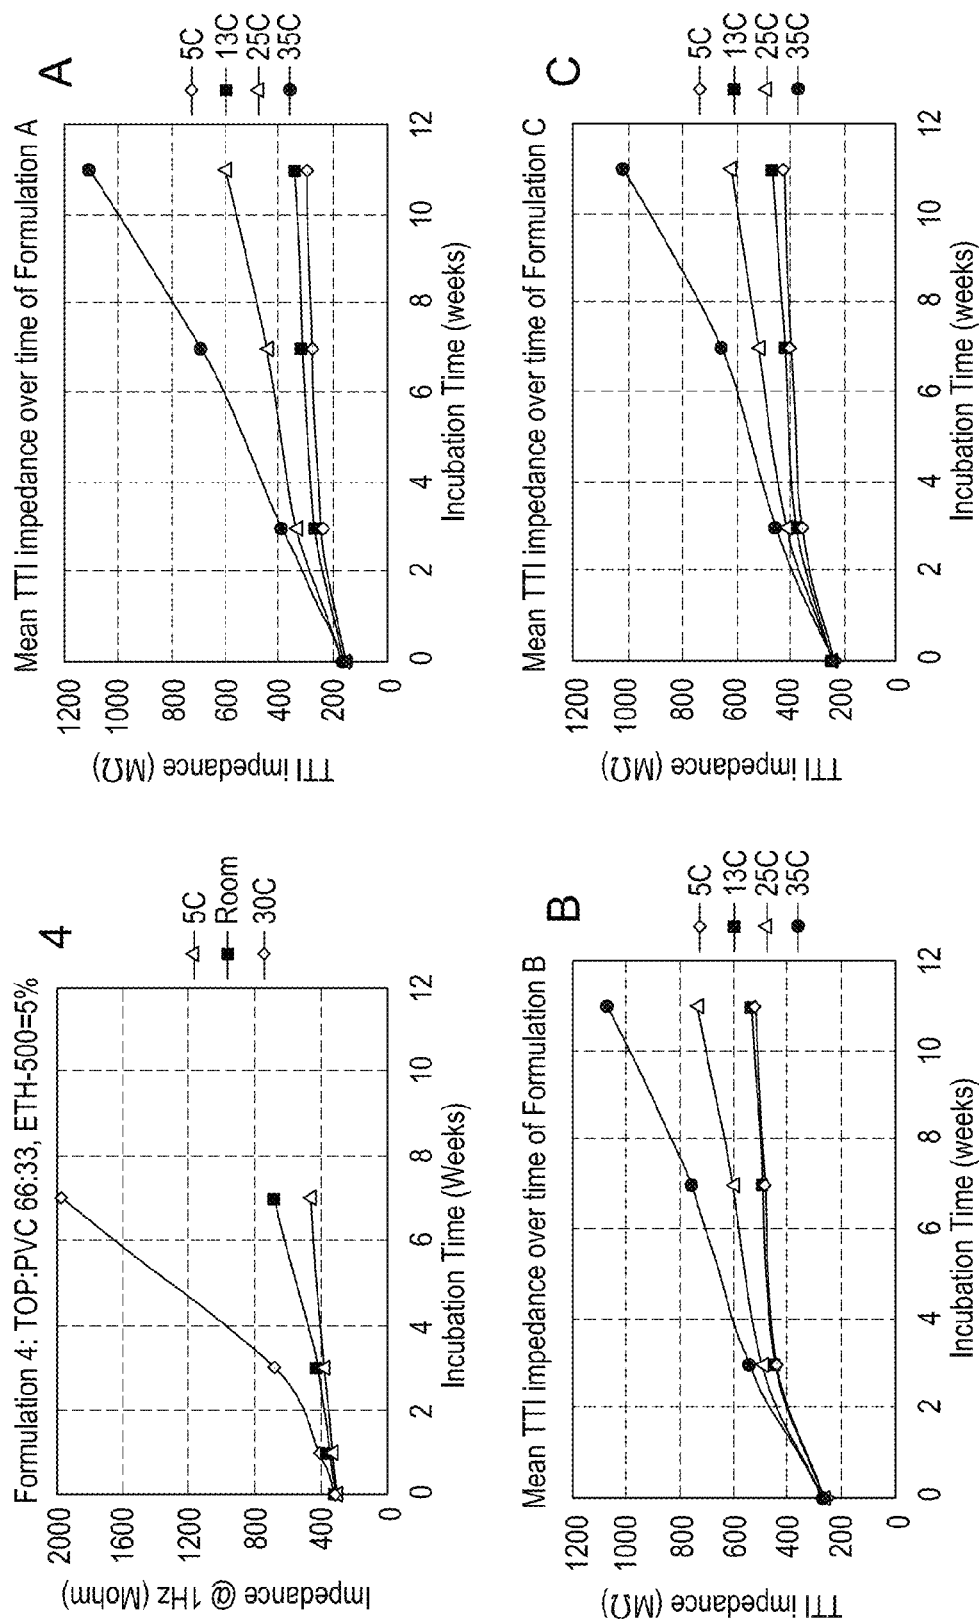 Formulation 4: TOP:PVC 66:33, ETH-500=5%
4
2000
1600
1200
800
400
0
Impedance @ 1Hz (Mohm)
0
2
4
6
8
10
12
Incubation Time (Weeks)
5C
Room
30C
Mean TTI impedance over time of Formulation A
A
1200
1000
800
600
400
200
0
TTI impedance (MΩ)
0
2
4
6
8
10
12
Incubation Time (weeks)
5C
13C
25C
35C
Mean TTI impedance over time of Formulation B
B
1200
1000
800
600
400
200
0
TTI impedance (MΩ)
0
2
4
6
8
10
12
Incubation Time (weeks)
5C
13C
25C
35C
Mean TTI impedance over time of Formulation C
C
1200
1000
800
600
400
200
0
TTI impedance (MΩ)
0
2
4
6
8
10
12
Incubation Time (weeks)
5C
13C
25C
35C